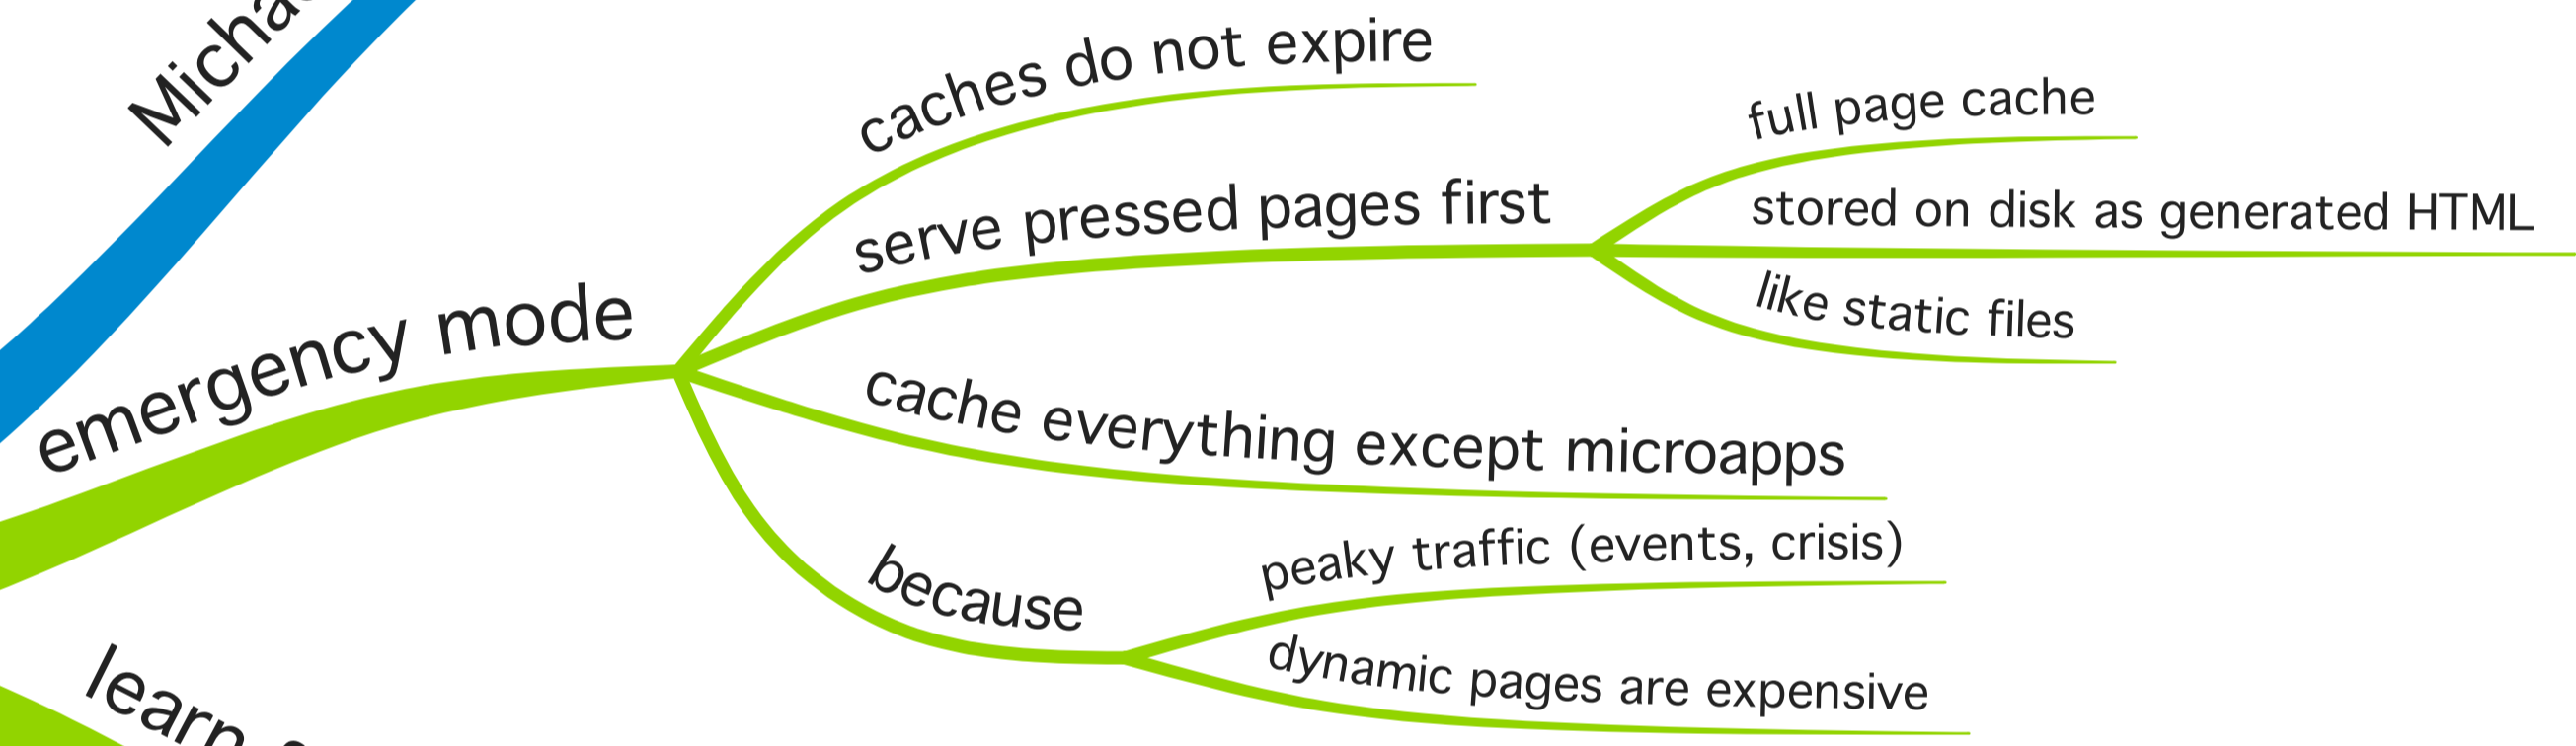 caches do not expire
full page cache
serve pressed pages first
stored on disk as generated HTML
like static files
emergency mode
cache everything except microapps
peaky traffic (events, crisis)
because
dynamic pages are expensive
learn